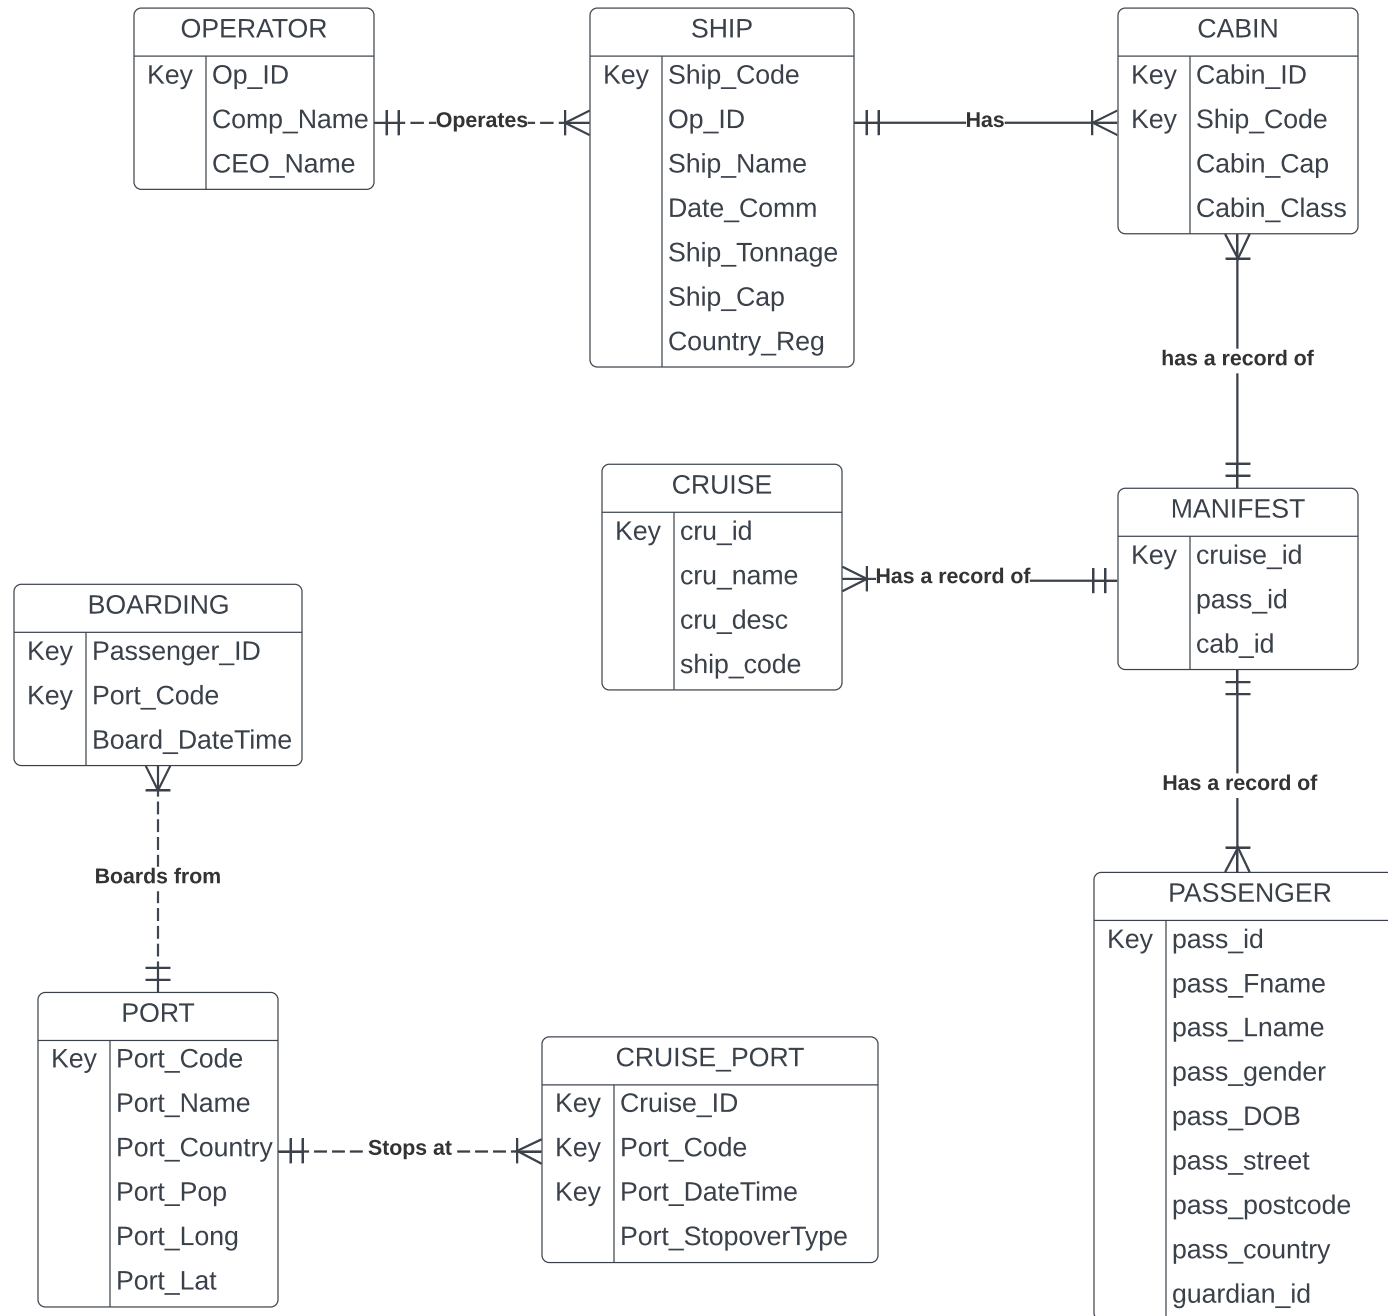 OPERATOR
Key Op_ID
Comp_Name
CEO_Name
Operates
SHIP
Key Ship_Code
Op_ID
Ship_Name
Date_Comm
Ship_Tonnage
Ship_Cap
Country_Reg
Has
CABIN
Key Cabin_ID
Key Ship_Code
Cabin_Cap
Cabin_Class
has a record of
CRUISE
Key cru_id
cru_name
cru_desc
ship_code
Has a record of
MANIFEST
Key cruise_id
pass_id
cab_id
Has a record of
BOARDING
Key Passenger_ID
Key Port_Code
Board_DateTime
Boards from
PORT
Key Port_Code
Port_Name
Port_Country
Port_Pop
Port_Long
Port_Lat
Stops at
CRUISE_PORT
Key Cruise_ID
Key Port_Code
Key Port_DateTime
Port_StopoverType
PASSENGER
Key pass_id
pass_Fname
pass_Lname
pass_gender
pass_DOB
pass_street
pass_postcode
pass_country
guardian_id